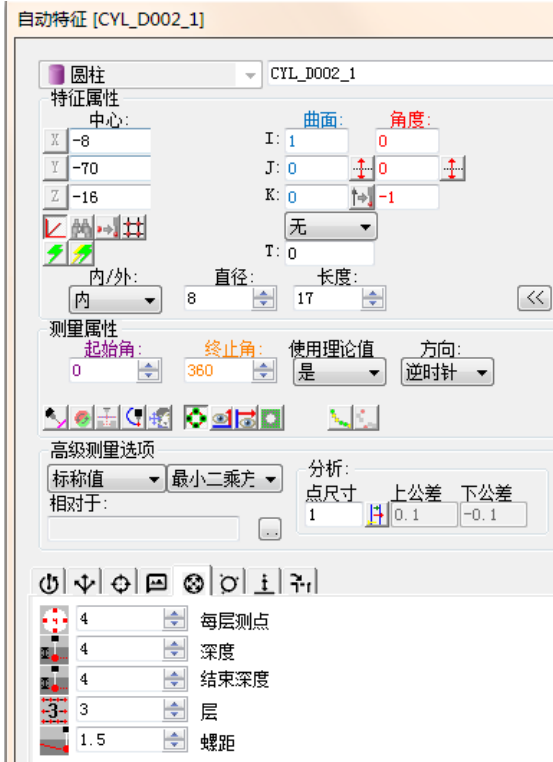 自动特征 [CYL_D002_1]
圆柱 CYL_D002_1
特征属性
中心: 曲面: 角度:
X -8 I: 1 0
Y -70 J: 0 0
Z -16 K: 0 -1
无
T: 0
内/外: 直径: 长度:
内 8 17 <<
测量属性
起始角: 终止角: 使用理论值 方向:
0 360 是 逆时针
高级测量选项
标称值 最小二乘方 分析:
相对于: 点尺寸 上公差 下公差
.. 1 0.1 -0.1
4 每层测点
4 深度
4 结束深度
3 层
1.5 螺距